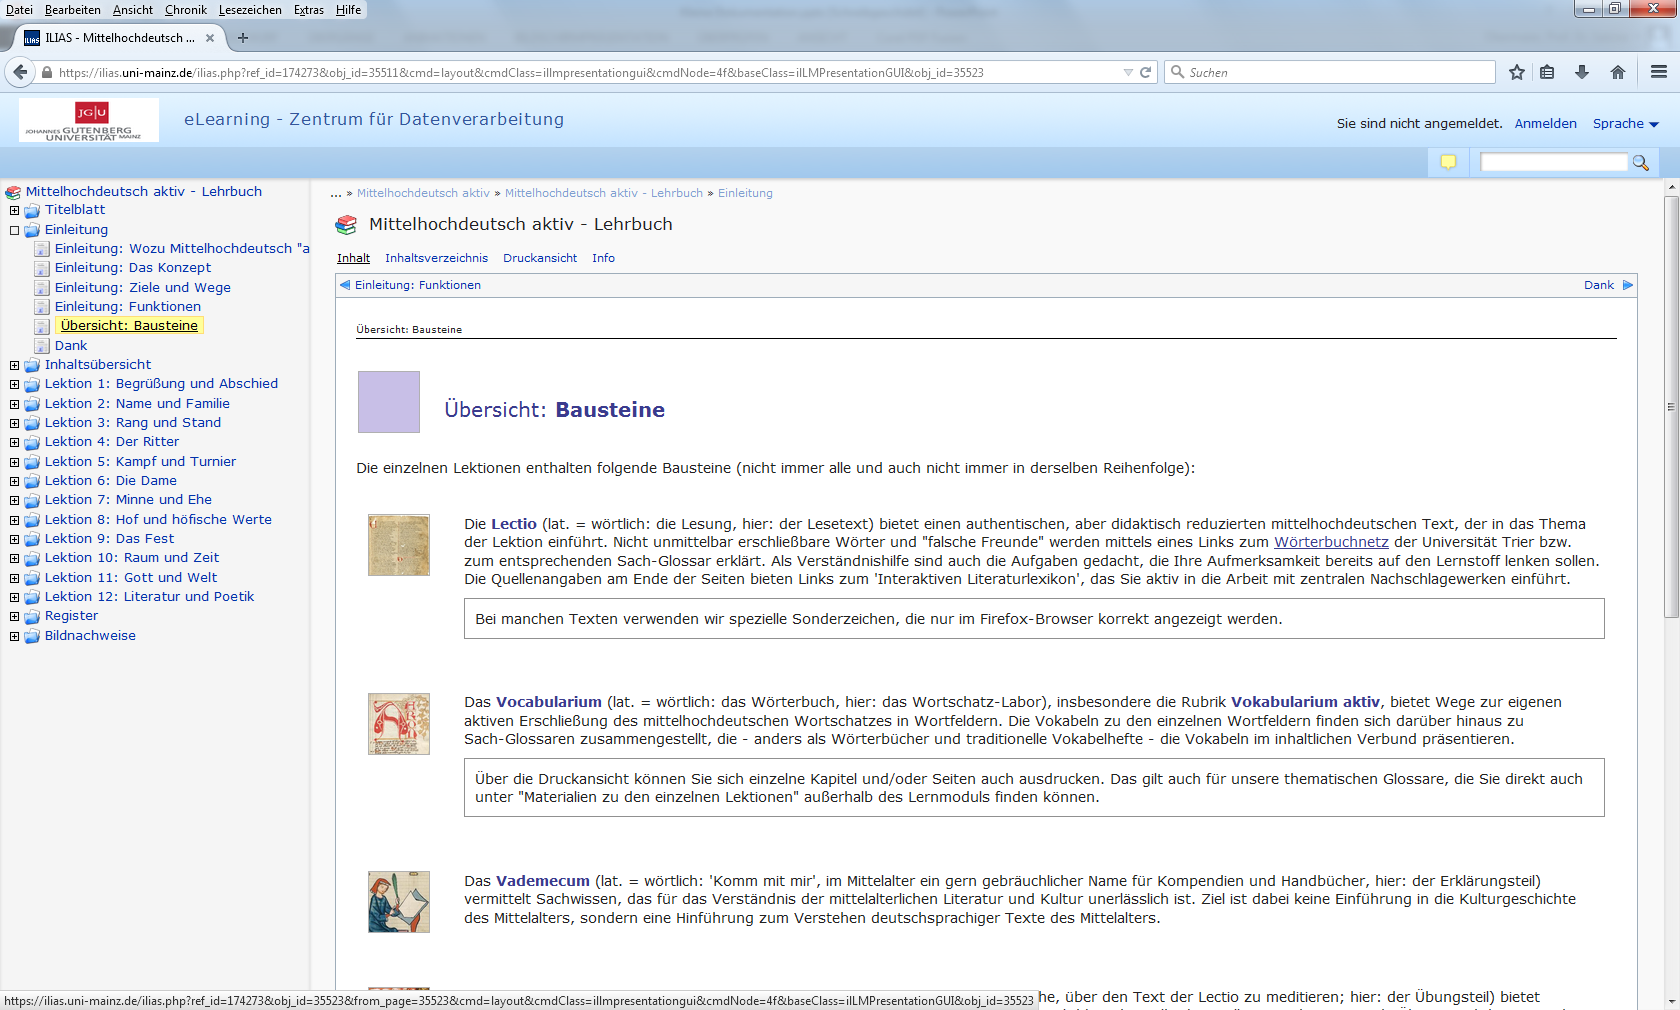 Datei Bearbeiten Ansicht Chronik Lesezeichen Extras Hilfe
ILIAS - Mittelhochdeutsch ...
https://ilias.uni-mainz.de/ilias.php?ref_id=174273&obj_id=35511&cmd=layout&cmdClass=illmpresentationgui&cmdNode=4f&baseClass=ilLMPresentationGUI&obj_id=35523
Suchen
JG|U
JOHANNES GUTENBERG
UNIVERSITÄT MAINZ
eLearning - Zentrum für Datenverarbeitung
Sie sind nicht angemeldet. Anmelden Sprache
Mittelhochdeutsch aktiv - Lehrbuch
Titelblatt
Einleitung
Einleitung: Wozu Mittelhochdeutsch "a
Einleitung: Das Konzept
Einleitung: Ziele und Wege
Einleitung: Funktionen
Übersicht: Bausteine
Dank
Inhaltsübersicht
Lektion 1: Begrüßung und Abschied
Lektion 2: Name und Familie
Lektion 3: Rang und Stand
Lektion 4: Der Ritter
Lektion 5: Kampf und Turnier
Lektion 6: Die Dame
Lektion 7: Minne und Ehe
Lektion 8: Hof und höfische Werte
Lektion 9: Das Fest
Lektion 10: Raum und Zeit
Lektion 11: Gott und Welt
Lektion 12: Literatur und Poetik
Register
Bildnachweise
... » Mittelhochdeutsch aktiv » Mittelhochdeutsch aktiv - Lehrbuch » Einleitung
Mittelhochdeutsch aktiv - Lehrbuch
Inhalt Inhaltsverzeichnis Druckansicht Info
Einleitung: Funktionen Dank
Übersicht: Bausteine
Übersicht: Bausteine
Die einzelnen Lektionen enthalten folgende Bausteine (nicht immer alle und auch nicht immer in derselben Reihenfolge):
Die Lectio (lat. = wörtlich: die Lesung, hier: der Lesetext) bietet einen authentischen, aber didaktisch reduzierten mittelhochdeutschen Text, der in das Thema
der Lektion einführt. Nicht unmittelbar erschließbare Wörter und "falsche Freunde" werden mittels eines Links zum Wörterbuchnetz der Universität Trier bzw.
zum entsprechenden Sach-Glossar erklärt. Als Verständnishilfe sind auch die Aufgaben gedacht, die Ihre Aufmerksamkeit bereits auf den Lernstoff lenken sollen.
Die Quellenangaben am Ende der Seiten bieten Links zum 'Interaktiven Literaturlexikon', das Sie aktiv in die Arbeit mit zentralen Nachschlagewerken einführt.
Bei manchen Texten verwenden wir spezielle Sonderzeichen, die nur im Firefox-Browser korrekt angezeigt werden.
Das Vocabularium (lat. = wörtlich: das Wörterbuch, hier: das Wortschatz-Labor), insbesondere die Rubrik Vokabularium aktiv, bietet Wege zur eigenen
aktiven Erschließung des mittelhochdeutschen Wortschatzes in Wortfeldern. Die Vokabeln zu den einzelnen Wortfeldern finden sich darüber hinaus zu
Sach-Glossaren zusammengestellt, die - anders als Wörterbücher und traditionelle Vokabelhefte - die Vokabeln im inhaltlichen Verbund präsentieren.
Über die Druckansicht können Sie sich einzelne Kapitel und/oder Seiten auch ausdrucken. Das gilt auch für unsere thematischen Glossare, die Sie direkt auch
unter "Materialien zu den einzelnen Lektionen" außerhalb des Lernmoduls finden können.
Das Vademecum (lat. = wörtlich: 'Komm mit mir', im Mittelalter ein gern gebräuchlicher Name für Kompendien und Handbücher, hier: der Erklärungsteil)
vermittelt Sachwissen, das für das Verständnis der mittelalterlichen Literatur und Kultur unerlässlich ist. Ziel ist dabei keine Einführung in die Kulturgeschichte
des Mittelalters, sondern eine Hinführung zum Verstehen deutschsprachiger Texte des Mittelalters.
he, über den Text der Lectio zu meditieren; hier: der Übungsteil) bietet
https://ilias.uni-mainz.de/ilias.php?ref_id=174273&obj_id=35523&from_page=35523&cmd=layout&cmdClass=illmpresentationgui&cmdNode=4f&baseClass=ilLMPresentationGUI&obj_id=35523